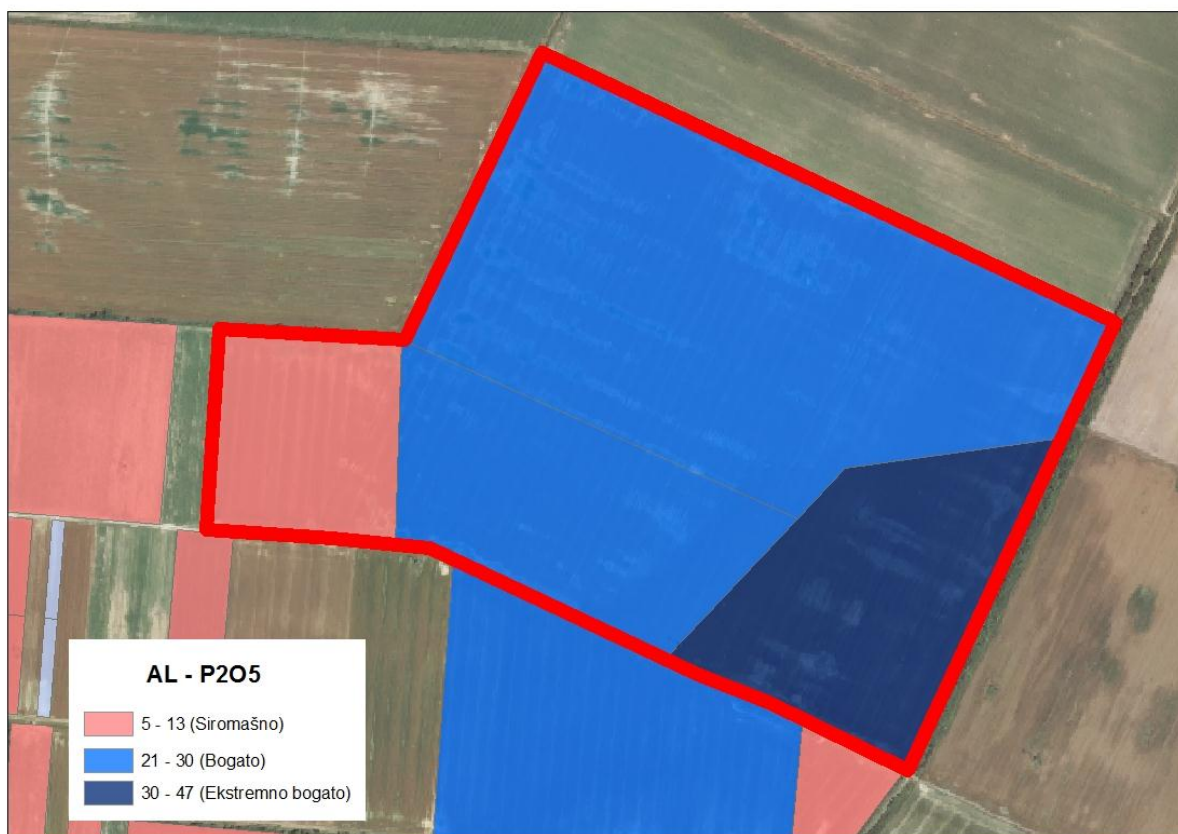 AL - P2O5
5 - 13 (Siromašno)
21 - 30 (Bogato)
30 - 47 (Ekstremno bogato)